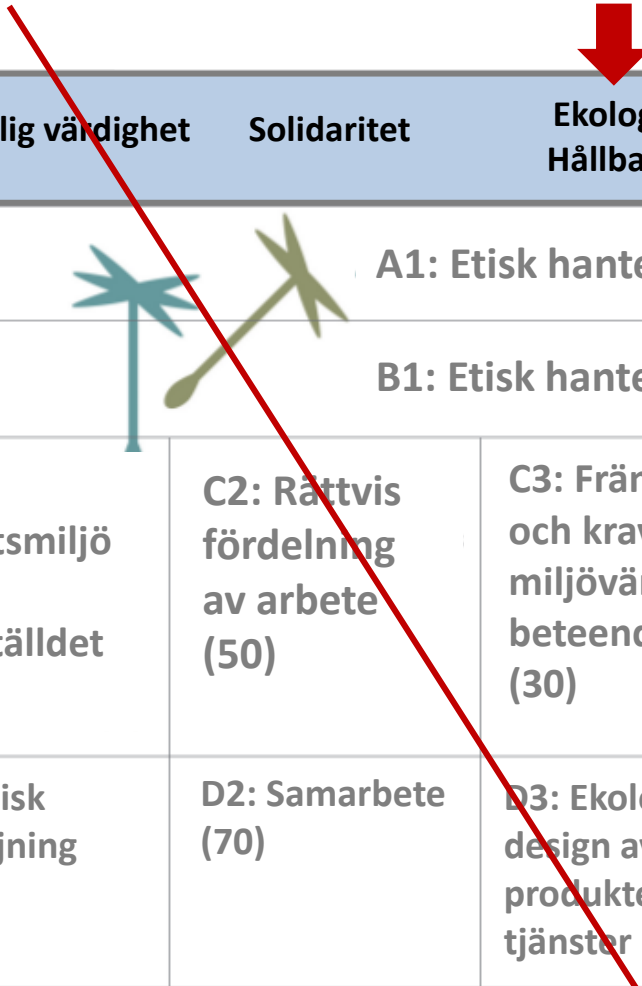 lig värdighet Solidaritet Ekolog
Hållba
A1: Etisk hante
B1: Etisk hante
tsmiljö
tälldet
C2: Rättvis
fördelning
av arbete
(50)
C3: Frän
och krav
miljövän
beteend
(30)
isk
jning
D2: Samarbete
(70)
D3: Ekolo
design av
produkte
tjänster